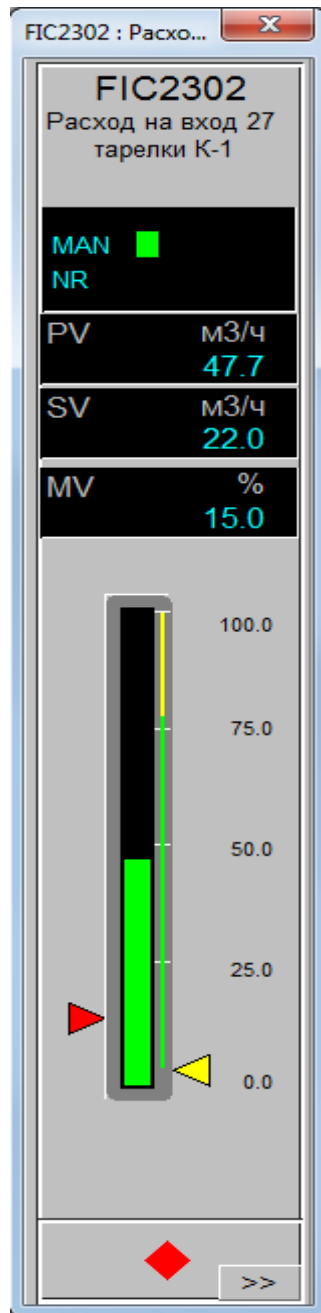 FIC2302 : Расхо...
FIC2302
Расход на вход 27
тарелки К-1
MAN
NR
PV м3/ч
47.7
SV м3/ч
22.0
MV %
15.0
100.0
75.0
50.0
25.0
0.0
>>